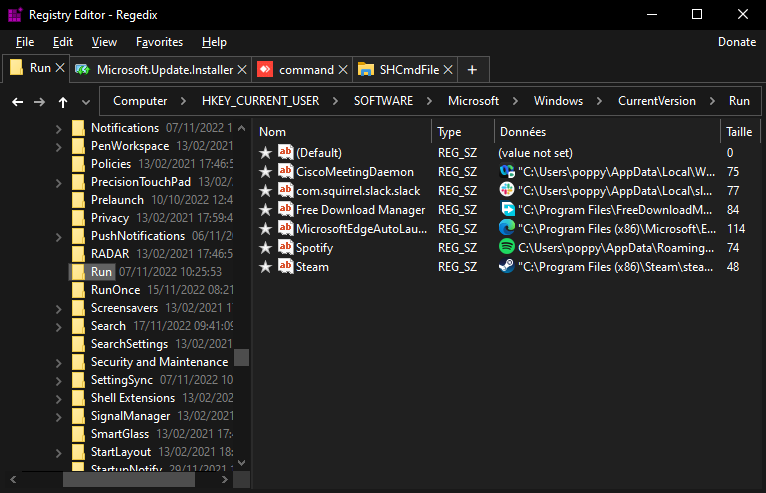 Registry Editor - Regedix
File Edit View Favorites Help Donate
Run Microsoft.Update.Installer command SHCmdFile +
Computer HKEY_CURRENT_USER SOFTWARE Microsoft Windows CurrentVersion Run
Notifications 07/11/2022 1
PenWorkspace 13/02/2021
Policies 13/02/2021 17:46:5
PrecisionTouchPad 13/02/
Prelaunch 10/10/2022 12:4
Privacy 13/02/2021 17:59:4
PushNotifications 06/11/2
RADAR 13/02/2021 17:46:5
Run 07/11/2022 10:25:53
RunOnce 15/11/2022 08:21
Screensavers 13/02/2021 1
Search 17/11/2022 09:41:09
SearchSettings 13/02/2021
Security and Maintenance
SettingSync 07/11/2022 10
Shell Extensions 13/02/202
SignalManager 13/02/2021
SmartGlass 13/02/2021 17:4
StartLayout 13/02/2021 18:
StartupNotify 29/11/2021 1
Nom Type Données Taille
(Default) REG_SZ (value not set) 0
CiscoMeetingDaemon REG_SZ "C:\Users\poppy\AppData\Local\W... 75
com.squirrel.slack.slack REG_SZ "C:\Users\poppy\AppData\Local\sl... 77
Free Download Manager REG_SZ "C:\Program Files\FreeDownloadM... 84
MicrosoftEdgeAutoLau... REG_SZ "C:\Program Files (x86)\Microsoft\E... 114
Spotify REG_SZ C:\Users\poppy\AppData\Roaming... 74
Steam REG_SZ "C:\Program Files (x86)\Steam\stea... 48